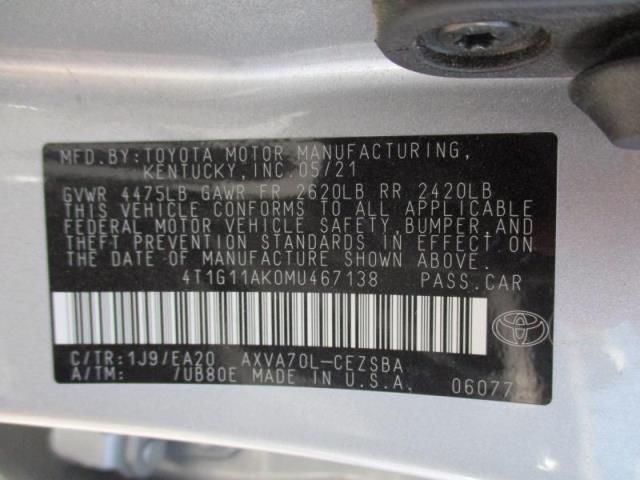 MFD.BY:TOYOTA MOTOR MANUFACTURING,
KENTUCKY,INC.05/21
GVWR 4475LB GAWR FR 2620LB RR 2420LB
THIS VEHICLE CONFORMS TO ALL APPLICABLE
FEDERAL MOTOR VEHICLE SAFETY,BUMPER,AND
THEFT PREVENTION STANDARDS IN EFFECT ON
THE DATE OF MANUFACTURE SHOWN ABOVE.
4T1G11AK0MU467138 PASS.CAR
C/TR:1J9/EA20 AXVA70L-CEZSBA
A/TM: /UB80E MADE IN U.S.A. 06077